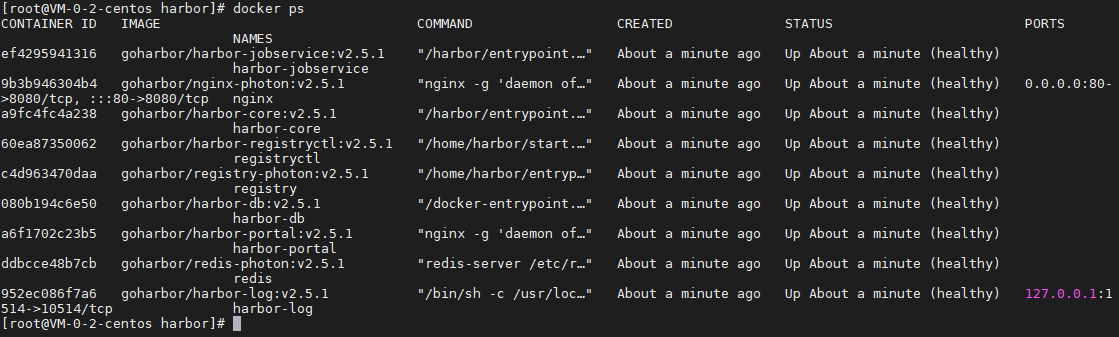 [root@VM-0-2-centos harbor]# docker ps
CONTAINER ID   IMAGE                                COMMAND                  CREATED              STATUS                        PORTS
                            NAMES
ef4295941316   goharbor/harbor-jobservice:v2.5.1    "/harbor/entrypoint.…"   About a minute ago   Up About a minute (healthy)
                            harbor-jobservice
9b3b946304b4   goharbor/nginx-photon:v2.5.1         "nginx -g 'daemon of…"   About a minute ago   Up About a minute (healthy)   0.0.0.0:80-
>8080/tcp, :::80->8080/tcp   nginx
a9fc4fc4a238   goharbor/harbor-core:v2.5.1          "/harbor/entrypoint.…"   About a minute ago   Up About a minute (healthy)
                            harbor-core
60ea87350062   goharbor/harbor-registryctl:v2.5.1   "/home/harbor/start.…"   About a minute ago   Up About a minute (healthy)
                            registryctl
c4d963470daa   goharbor/registry-photon:v2.5.1      "/home/harbor/entryp…"   About a minute ago   Up About a minute (healthy)
                            registry
080b194c6e50   goharbor/harbor-db:v2.5.1            "/docker-entrypoint.…"   About a minute ago   Up About a minute (healthy)
                            harbor-db
a6f1702c23b5   goharbor/harbor-portal:v2.5.1        "nginx -g 'daemon of…"   About a minute ago   Up About a minute (healthy)
                            harbor-portal
ddbcce48b7cb   goharbor/redis-photon:v2.5.1         "redis-server /etc/r…"   About a minute ago   Up About a minute (healthy)
                            redis
952ec086f7a6   goharbor/harbor-log:v2.5.1           "/bin/sh -c /usr/loc…"   About a minute ago   Up About a minute (healthy)   127.0.0.1:1
514->10514/tcp              harbor-log
[root@VM-0-2-centos harbor]#